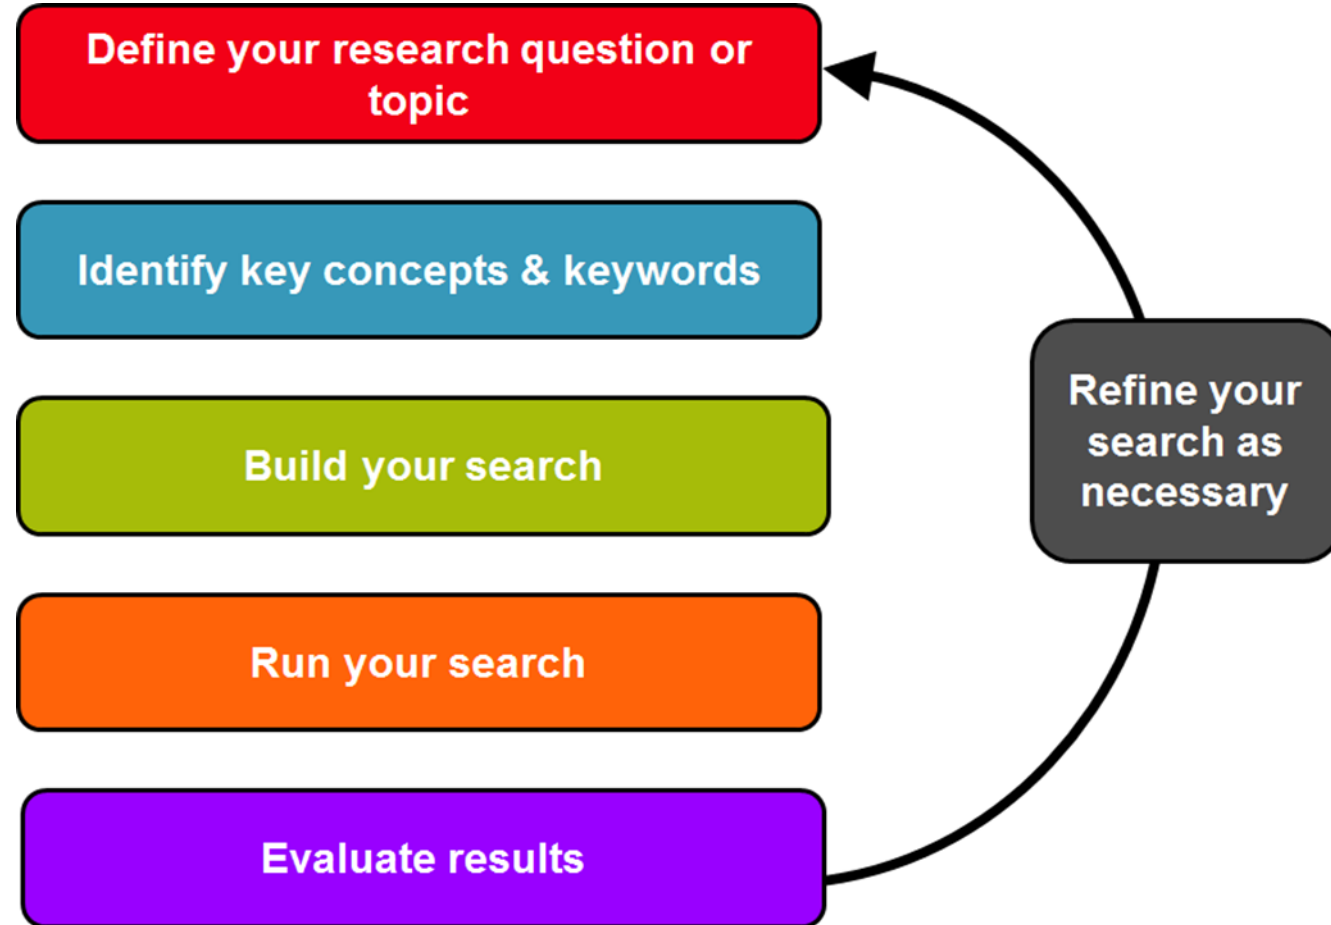 Define your research question or
topic
Identify key concepts & keywords
Build your search
Run your search
Evaluate results
Refine your
search as
necessary